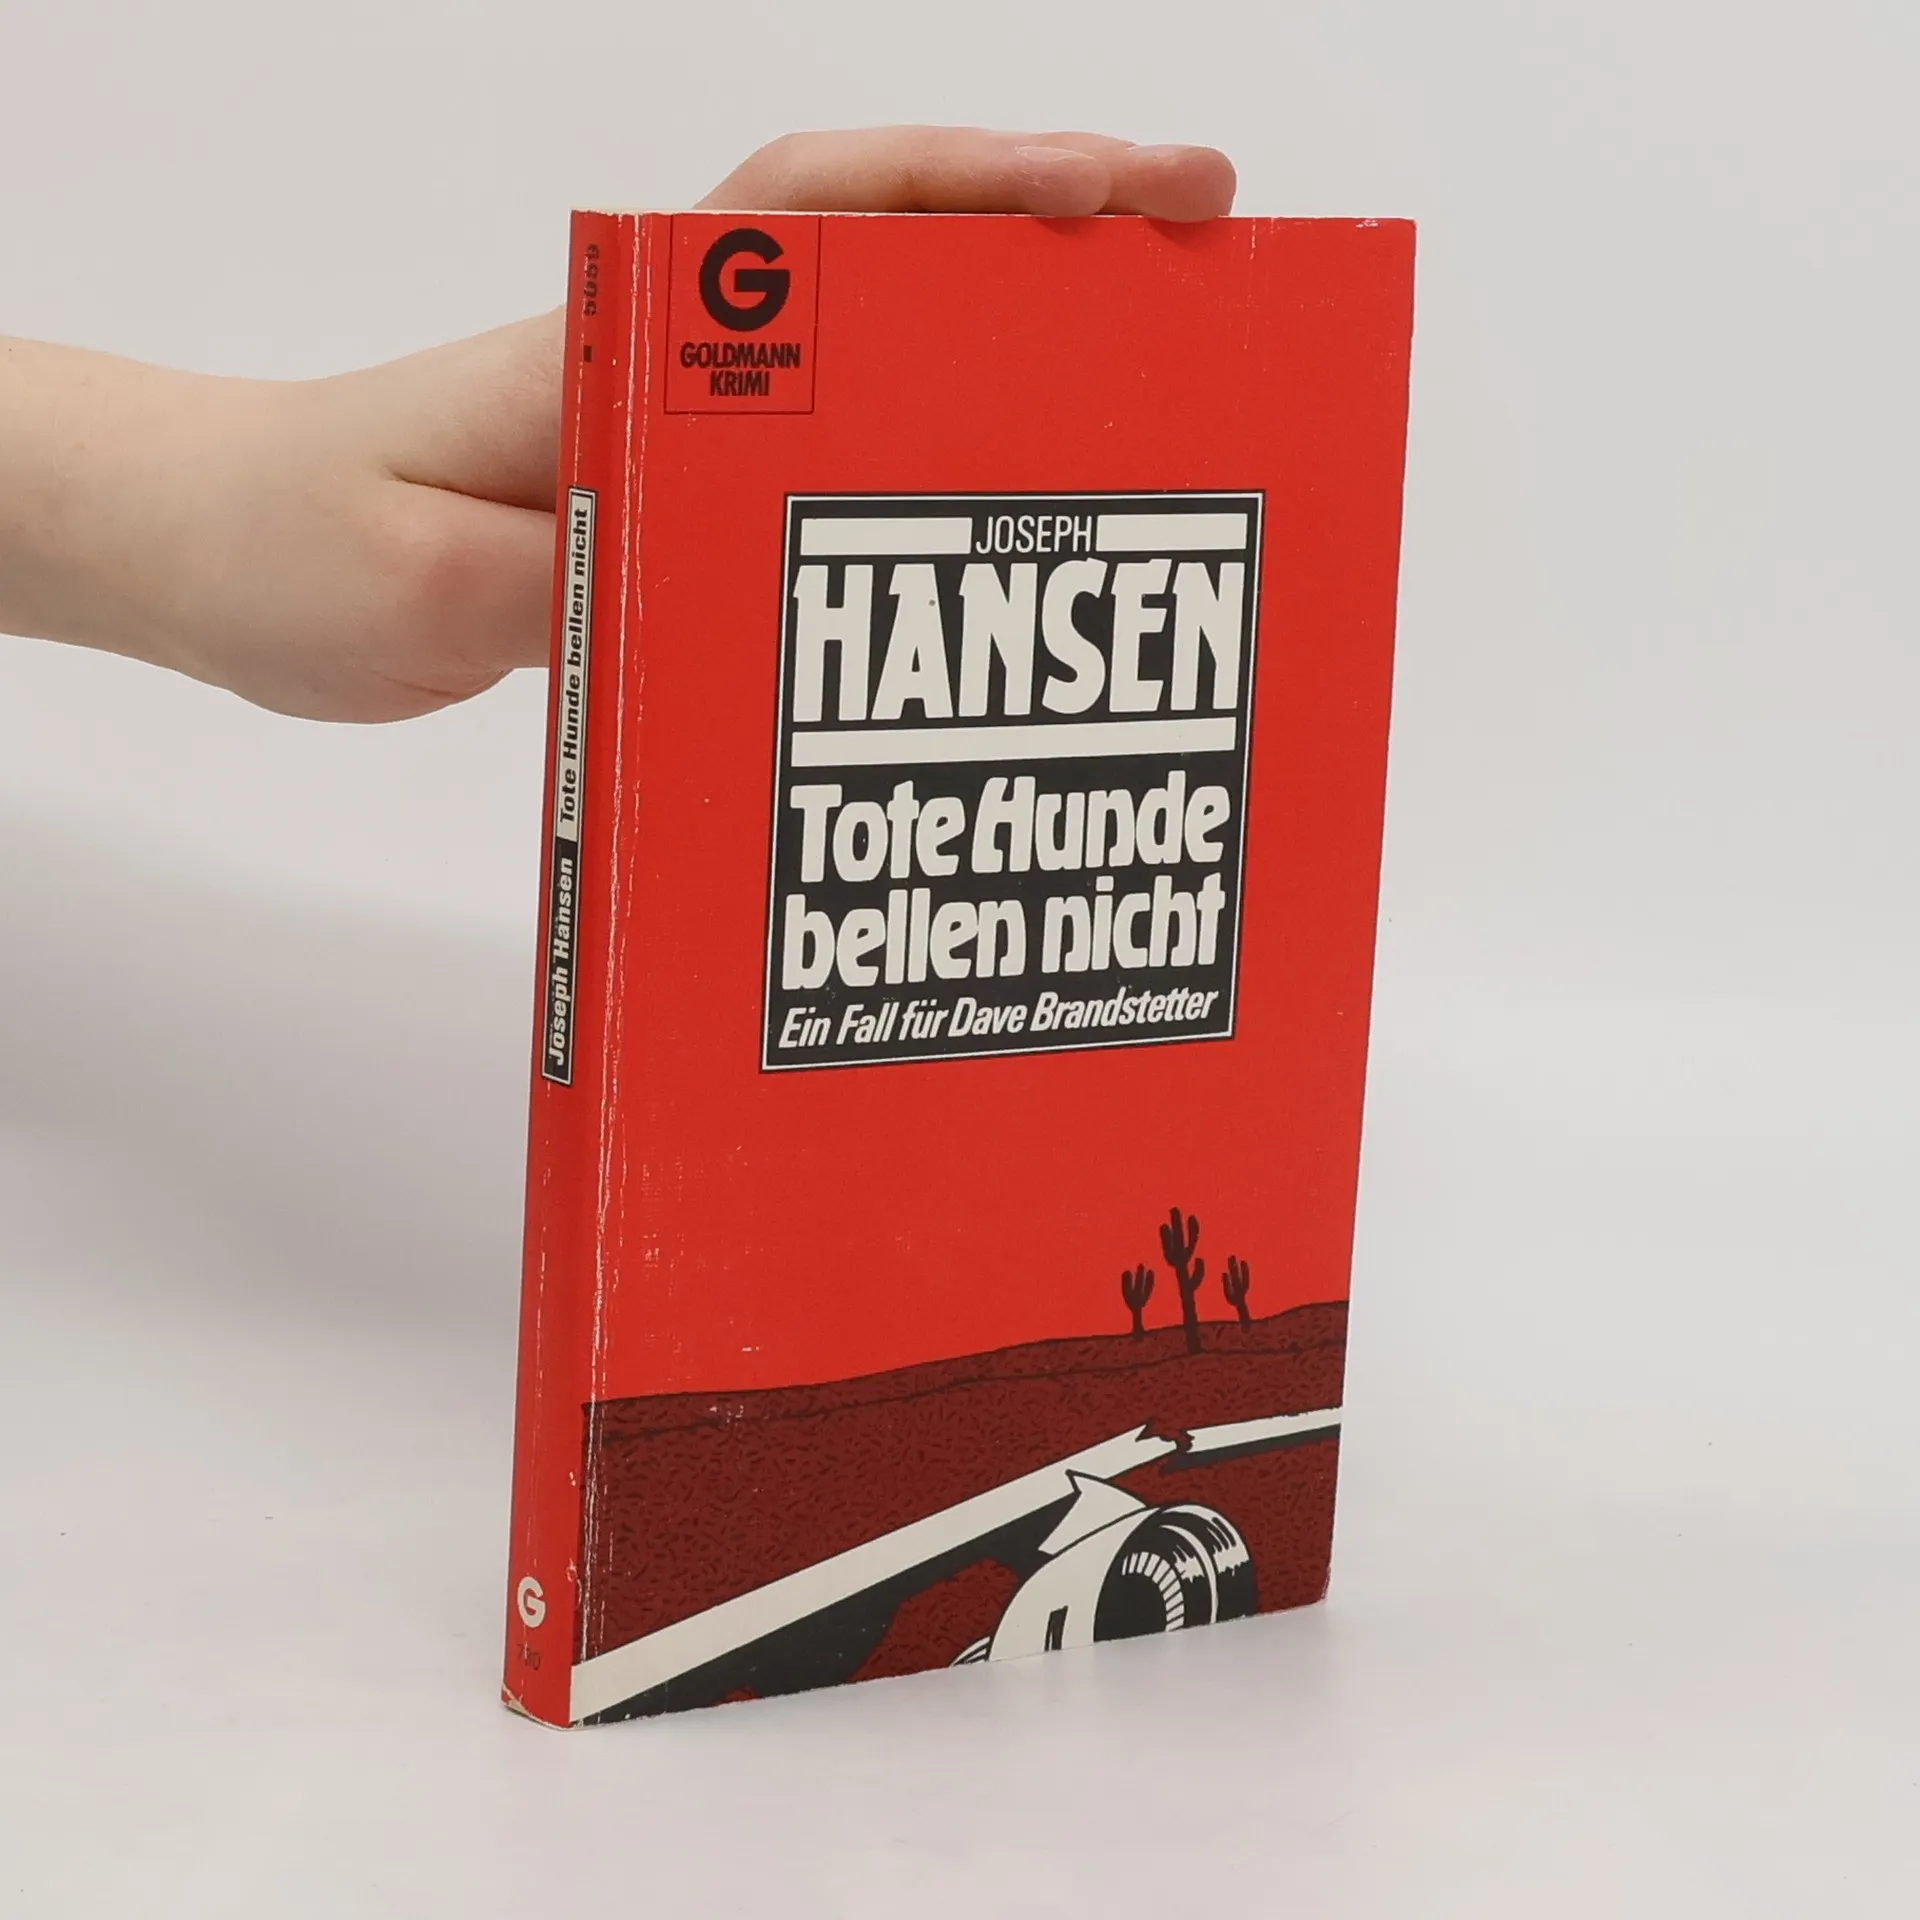 G
GOLDMANN
KRIMI
JOSEPH
HANSEN
Tote Hunde
bellen nicht
Ein Fall für Dave Brandstetter
Joseph Hansen Tote Hunde bellen nicht
G